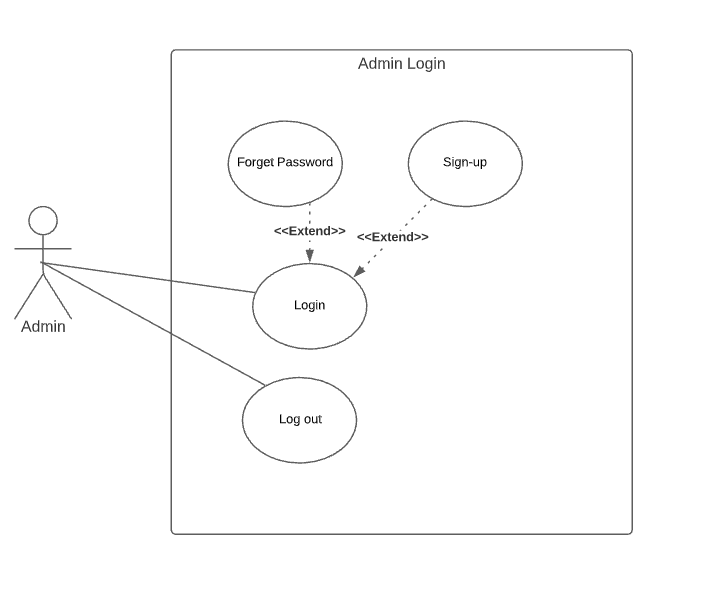 Admin Login
Forget Password
Sign-up
<<Extend>>
<<Extend>>
Login
Admin
Log out